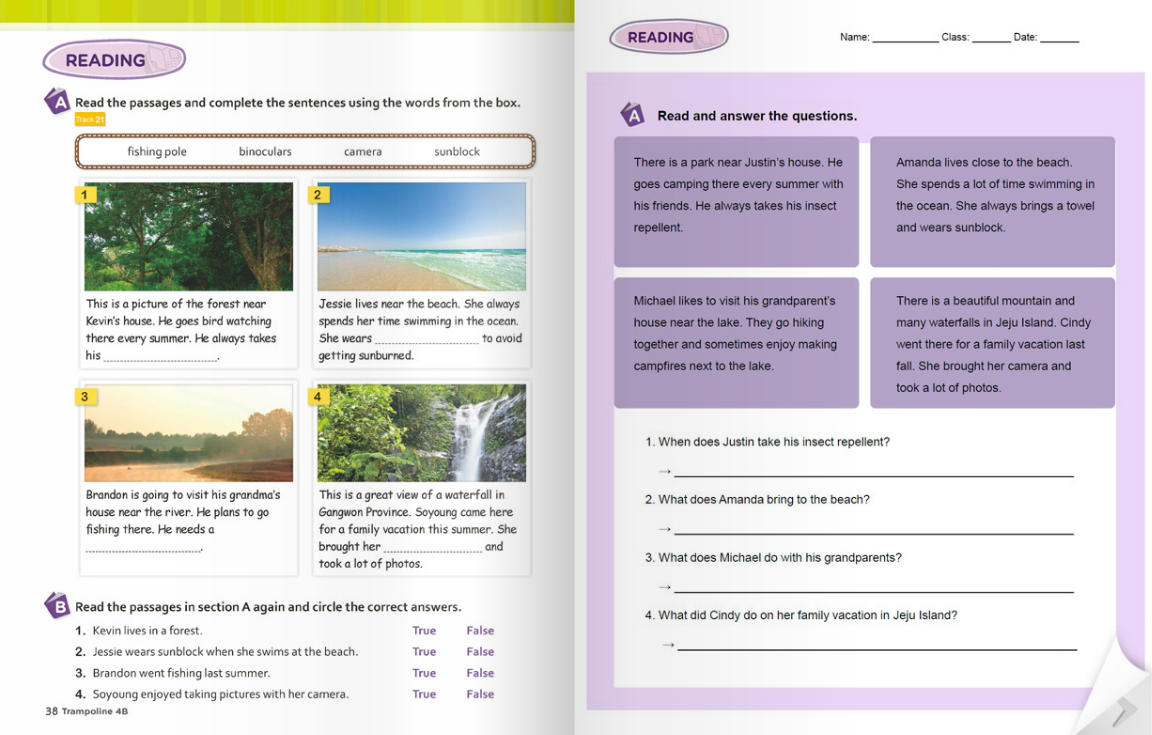 READING
A Read the passages and complete the sentences using the words from the box.
Track 21
fishing pole binoculars camera sunblock
1
This is a picture of the forest near
Kevin's house. He goes bird watching
there every summer. He always takes
his ____________.
2
Jessie lives near the beach. She always
spends her time swimming in the ocean.
She wears ____________ to avoid
getting sunburned.
3
Brandon is going to visit his grandma's
house near the river. He plans to go
fishing there. He needs a
____________.
4
This is a great view of a waterfall in
Gangwon Province. Soyoung came here
for a family vacation this summer. She
brought her ____________ and
took a lot of photos.
B Read the passages in section A again and circle the correct answers.
1. Kevin lives in a forest. True False
2. Jessie wears sunblock when she swims at the beach. True False
3. Brandon went fishing last summer. True False
4. Soyoung enjoyed taking pictures with her camera. True False
38 Trampoline 4B
READING
Name: __________ Class: ______ Date: ______
A Read and answer the questions.
There is a park near Justin's house. He
goes camping there every summer with
his friends. He always takes his insect
repellent.
Amanda lives close to the beach.
She spends a lot of time swimming in
the ocean. She always brings a towel
and wears sunblock.
Michael likes to visit his grandparent's
house near the lake. They go hiking
together and sometimes enjoy making
campfires next to the lake.
There is a beautiful mountain and
many waterfalls in Jeju Island. Cindy
went there for a family vacation last
fall. She brought her camera and
took a lot of photos.
1. When does Justin take his insect repellent?
→ ____________
2. What does Amanda bring to the beach?
→ ____________
3. What does Michael do with his grandparents?
→ ____________
4. What did Cindy do on her family vacation in Jeju Island?
→ ____________